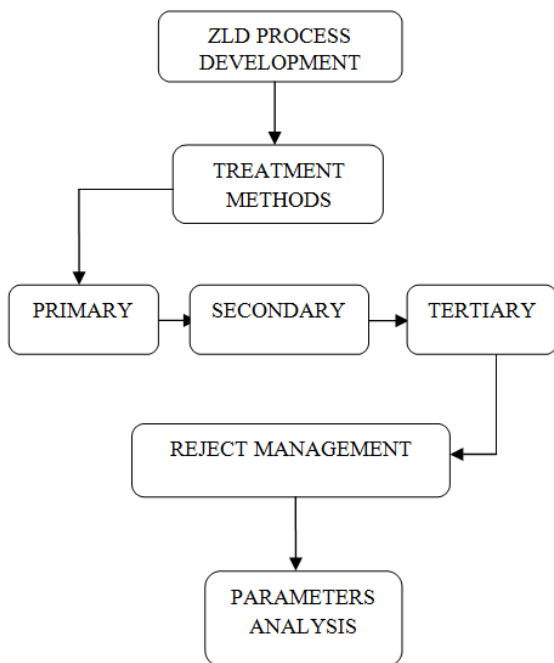 ZLD PROCESS
DEVELOPMENT
TREATMENT
METHODS
PRIMARY
SECONDARY
TERTIARY
REJECT MANAGEMENT
PARAMETERS
ANALYSIS